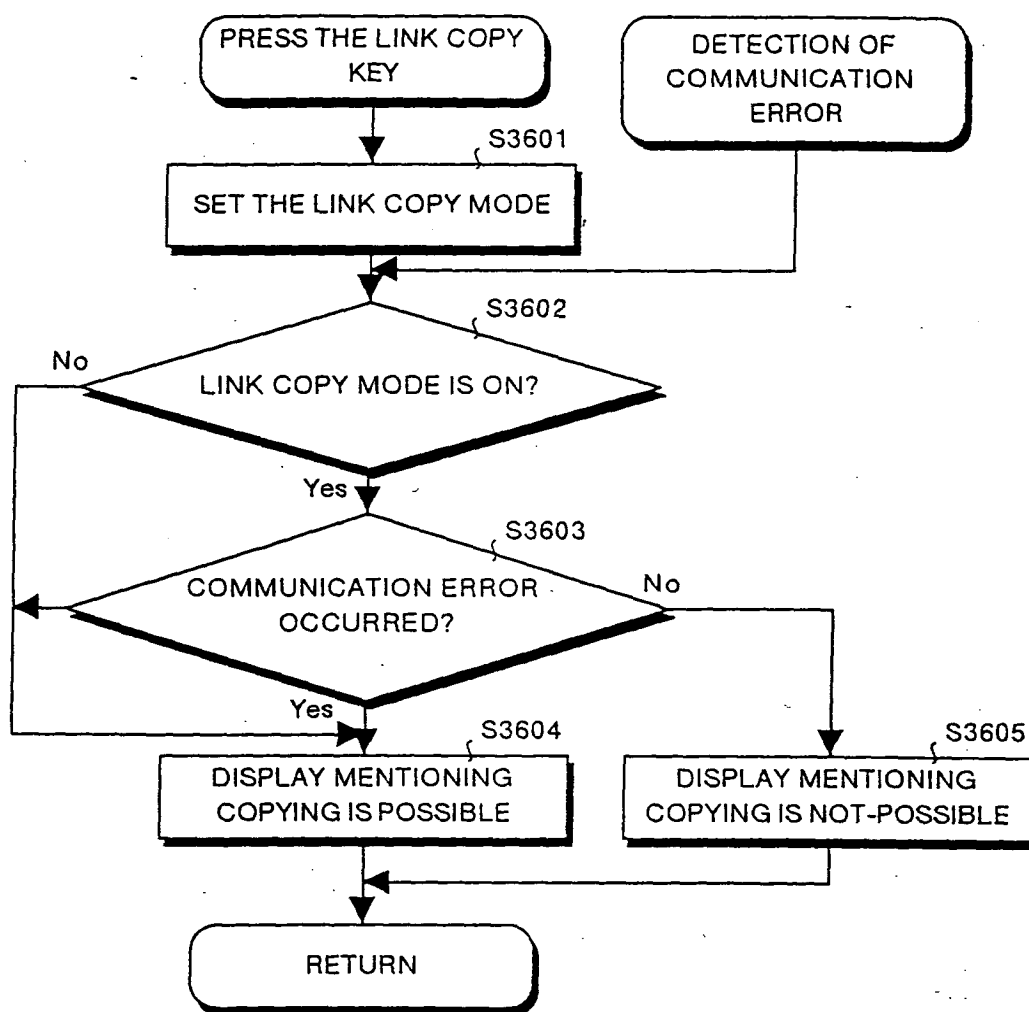 PRESS THE LINK COPY
KEY
DETECTION OF
COMMUNICATION
ERROR
S3601
SET THE LINK COPY MODE
S3602
No
LINK COPY MODE IS ON?
Yes
S3603
COMMUNICATION ERROR
OCCURRED?
No
Yes
S3604
DISPLAY MENTIONING
COPYING IS POSSIBLE
S3605
DISPLAY MENTIONING
COPYING IS NOT-POSSIBLE
RETURN